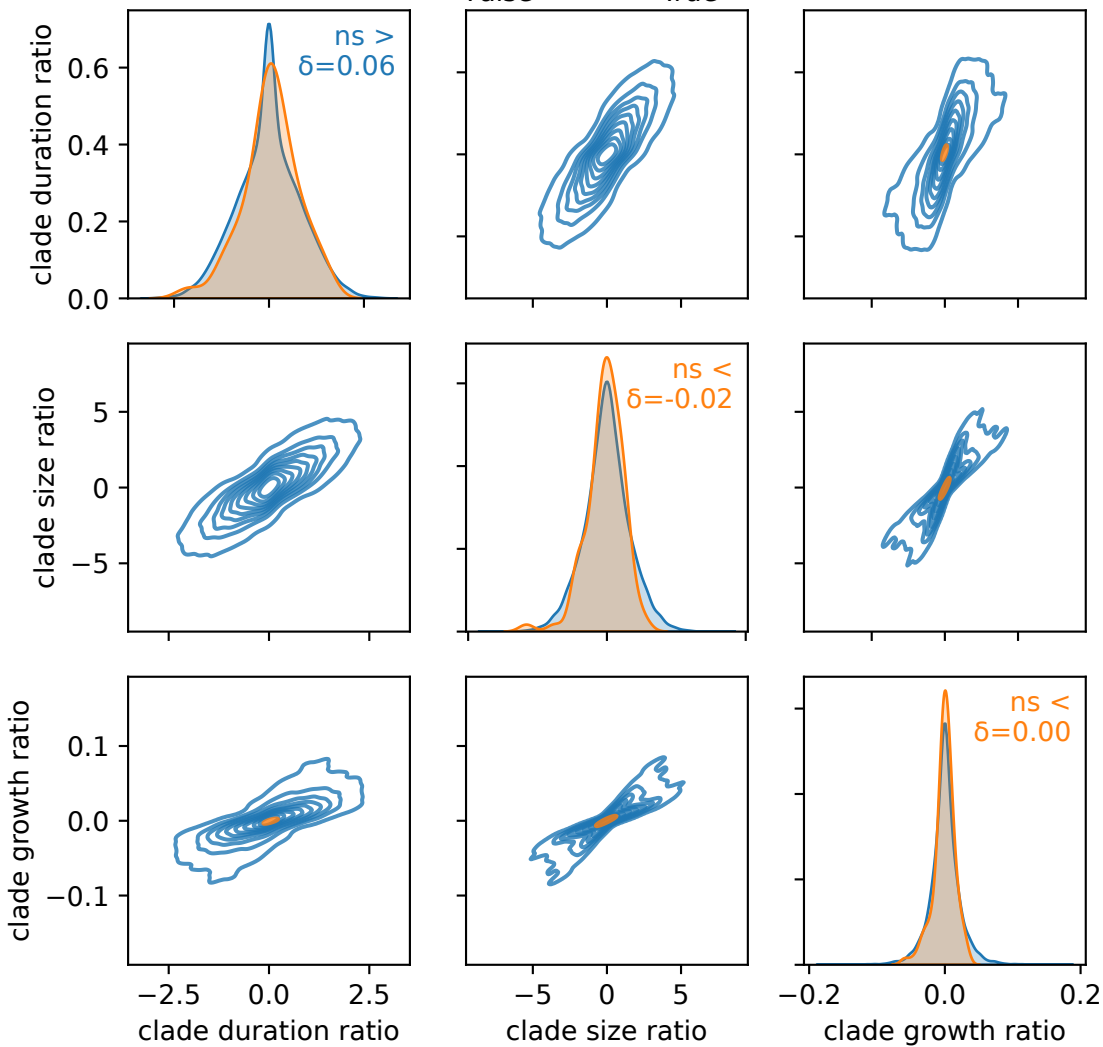 ns >
δ=0.06
clade duration ratio
0.6
0.4
0.2
0.0
ns <
δ=-0.02
clade size ratio
5
0
−5
ns <
δ=0.00
clade growth ratio
0.1
0.0
−0.1
−2.5 0.0 2.5
−5 0 5
−0.2 0.0 0.2
clade duration ratio
clade size ratio
clade growth ratio